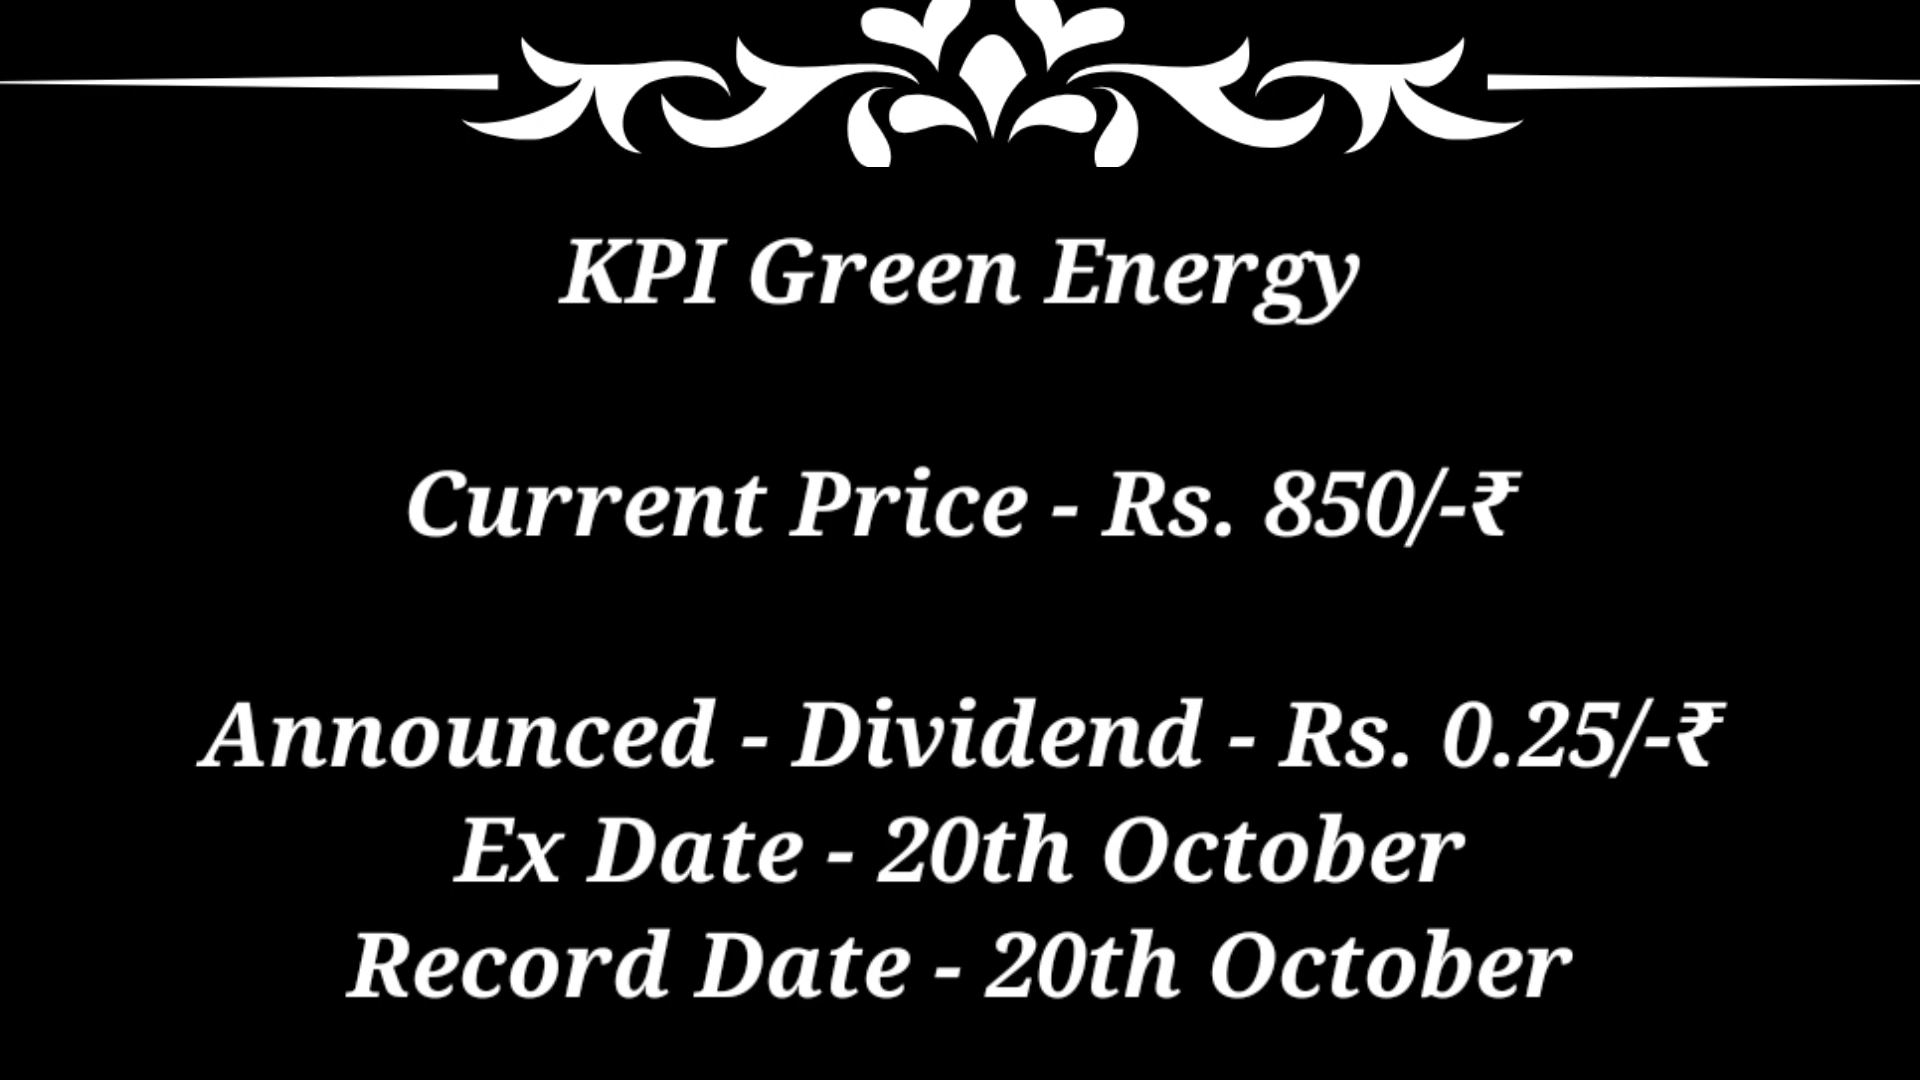 KPI Green Energy
Current Price - Rs. 850/-₹
Announced - Dividend - Rs. 0.25/-₹
Ex Date - 20th October
Record Date - 20th October